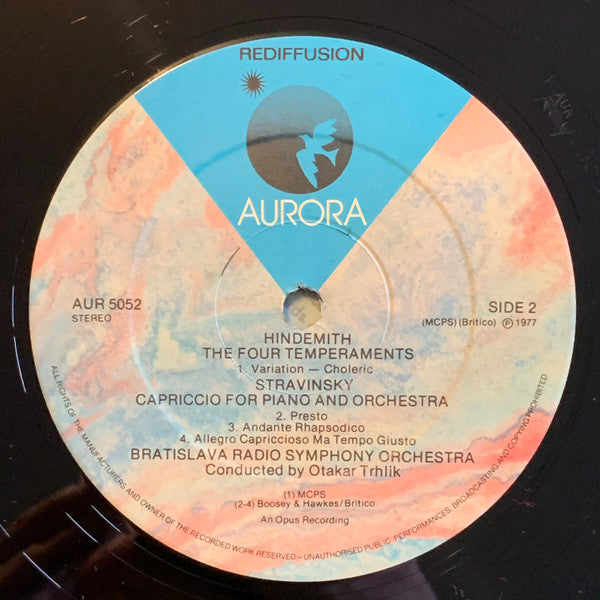 REDIFFUSION
AURORA
AUR 5052
STEREO
SIDE 2
(MCPS) (Britico) Ⓟ 1977
HINDEMITH
THE FOUR TEMPERAMENTS
1. Variation — Choleric
STRAVINSKY
CAPRICCIO FOR PIANO AND ORCHESTRA
2. Presto
3. Andante Rhapsodico
4. Allegro Capriccioso Ma Tempo Giusto
BRATISLAVA RADIO SYMPHONY ORCHESTRA
Conducted by Otakar Trhlik
(1) MCPS
(2-4) Boosey & Hawkes/Britico
An Opus Recording
ALL RIGHTS OF THE MANUFACTURERS AND OWNER OF THE RECORDED WORK RESERVED—UNAUTHORISED PUBLIC PERFORMANCES, BROADCASTING AND COPYING PROHIBITED.